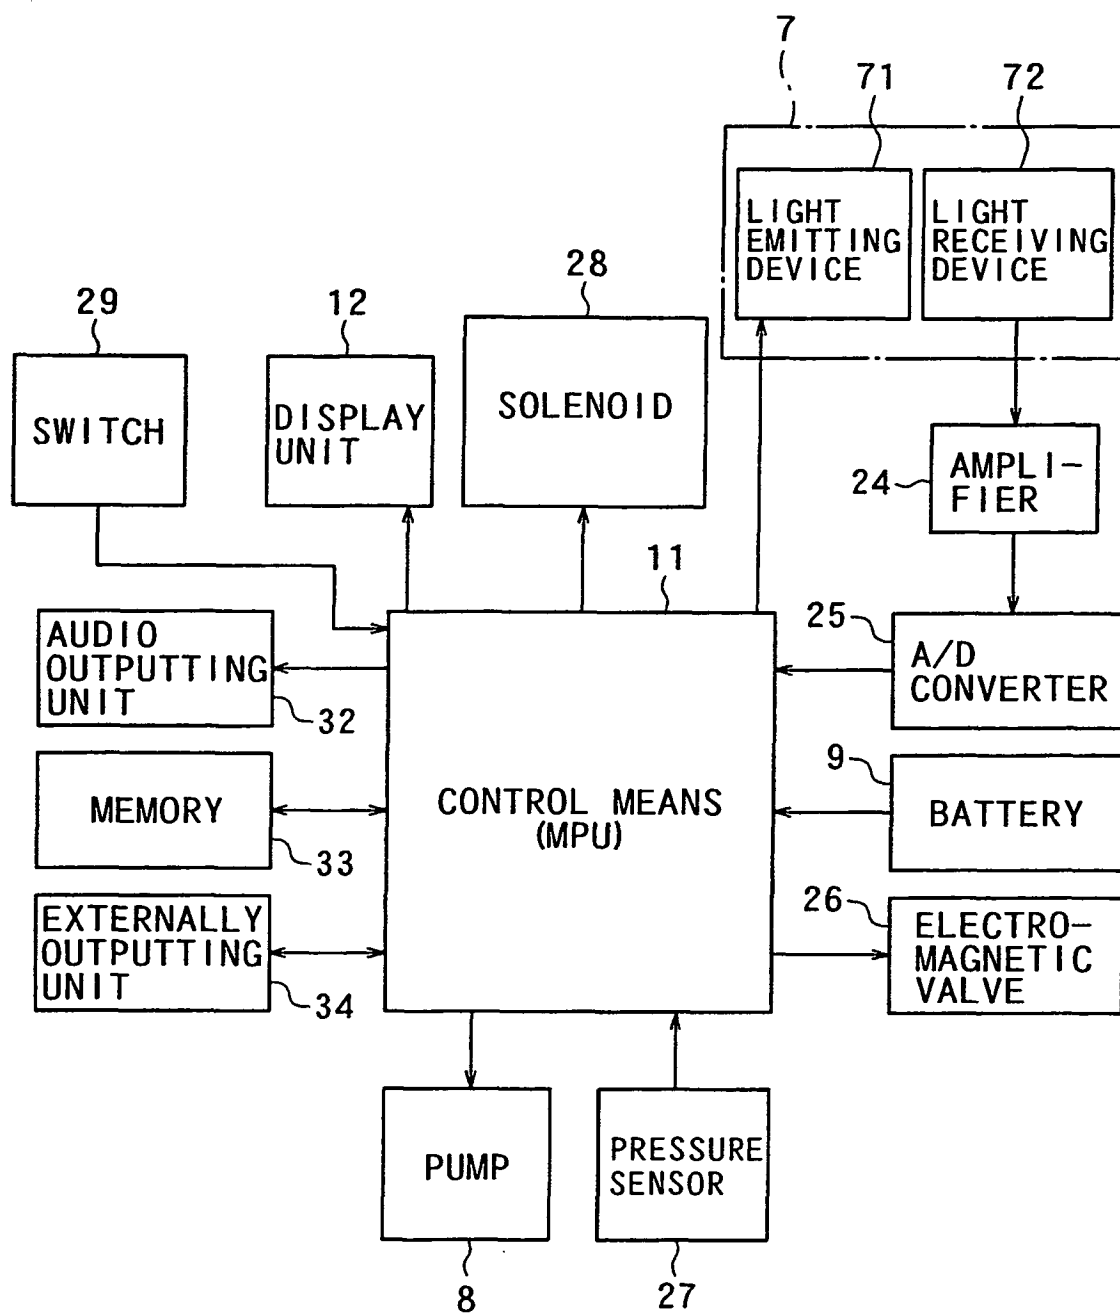 7
71
72
LIGHT
EMITTING
DEVICE
LIGHT
RECEIVING
DEVICE
29
12
28
SWITCH
DISPLAY
UNIT
SOLENOID
24
AMPLI-
FIER
11
25
A/D
CONVERTER
AUDIO
OUTPUTTING
UNIT
32
9
BATTERY
MEMORY
33
CONTROL MEANS
(MPU)
26
ELECTRO-
MAGNETIC
VALVE
EXTERNALLY
OUTPUTTING
UNIT
34
PUMP
PRESSURE
SENSOR
8
27